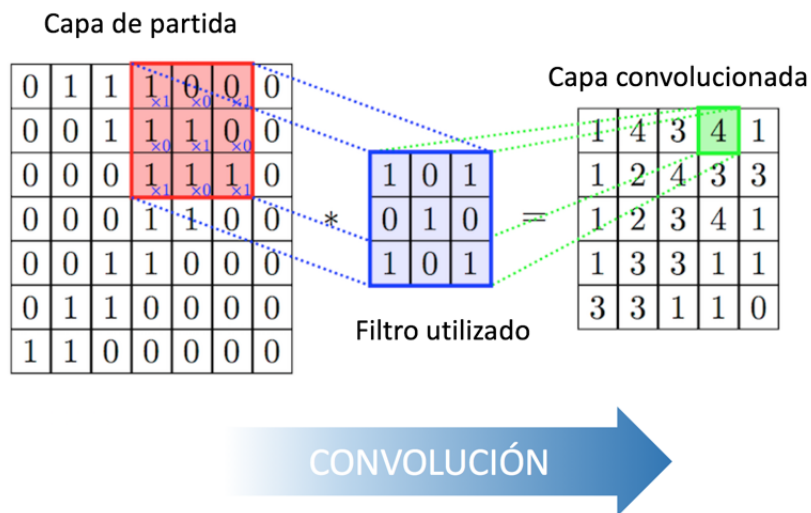 Capa de partida
Capa convolucionada
0 1 1 1 0 0 0
×1 ×0 ×1
0 0 1 1 1 0 0
×0 ×1 ×0
0 0 0 1 1 1 0
×1 ×0 ×1
0 0 0 1 1 0 0
0 0 1 1 0 0 0
0 1 1 0 0 0 0
1 1 0 0 0 0 0
*
1 0 1
0 1 0
1 0 1
Filtro utilizado
=
1 4 3 4 1
1 2 4 3 3
1 2 3 4 1
1 3 3 1 1
3 3 1 1 0
CONVOLUCIÓN